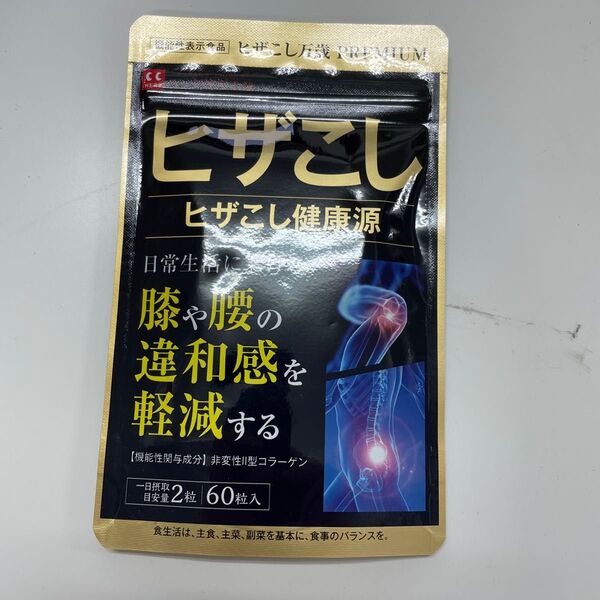 機能性表示食品 ヒザこし万歳 PREMIUM
ヒザこし
ヒザこし健康源
日常生活に
膝や腰の
違和感を
軽減する
【機能性関与成分】非変性II型コラーゲン
一日摂取
目安量 2粒 60粒入
食生活は、主食、主菜、副菜を基本に、食事のバランスを。